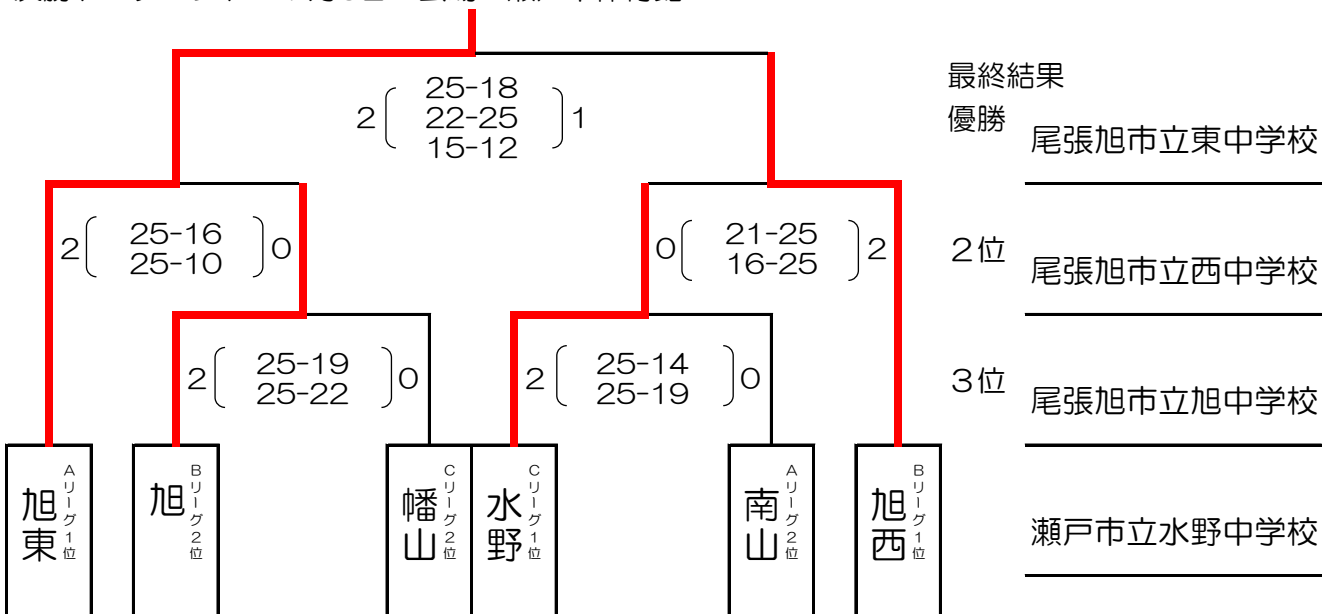 25-18
2 22-25 1
15-12
2 25-16 0
25-10
0 21-25 2
16-25
2 25-19 0
25-22
2 25-14 0
25-19
旭東 Aリーグ1位
旭 Bリーグ2位
幡山 Cリーグ2位
水野 Cリーグ1位
南山 Aリーグ2位
旭西 Bリーグ1位
最終結果
優勝 尾張旭市立東中学校
2位 尾張旭市立西中学校
3位 尾張旭市立旭中学校
瀬戸市立水野中学校